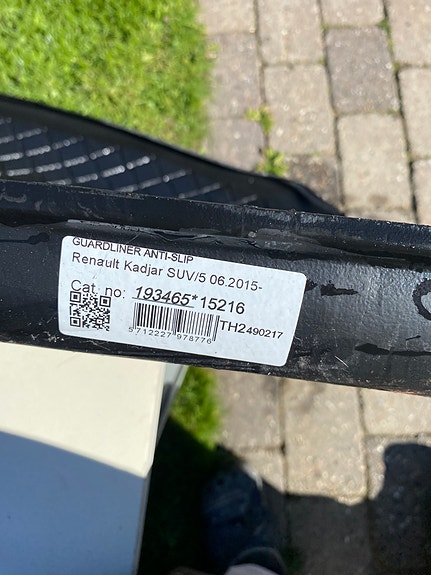 GUARDLINER ANTI-SLIP
Renault Kadjar SUV/5 06.2015-
Cat. no: 193465*15216
TH2490217
5712227978776